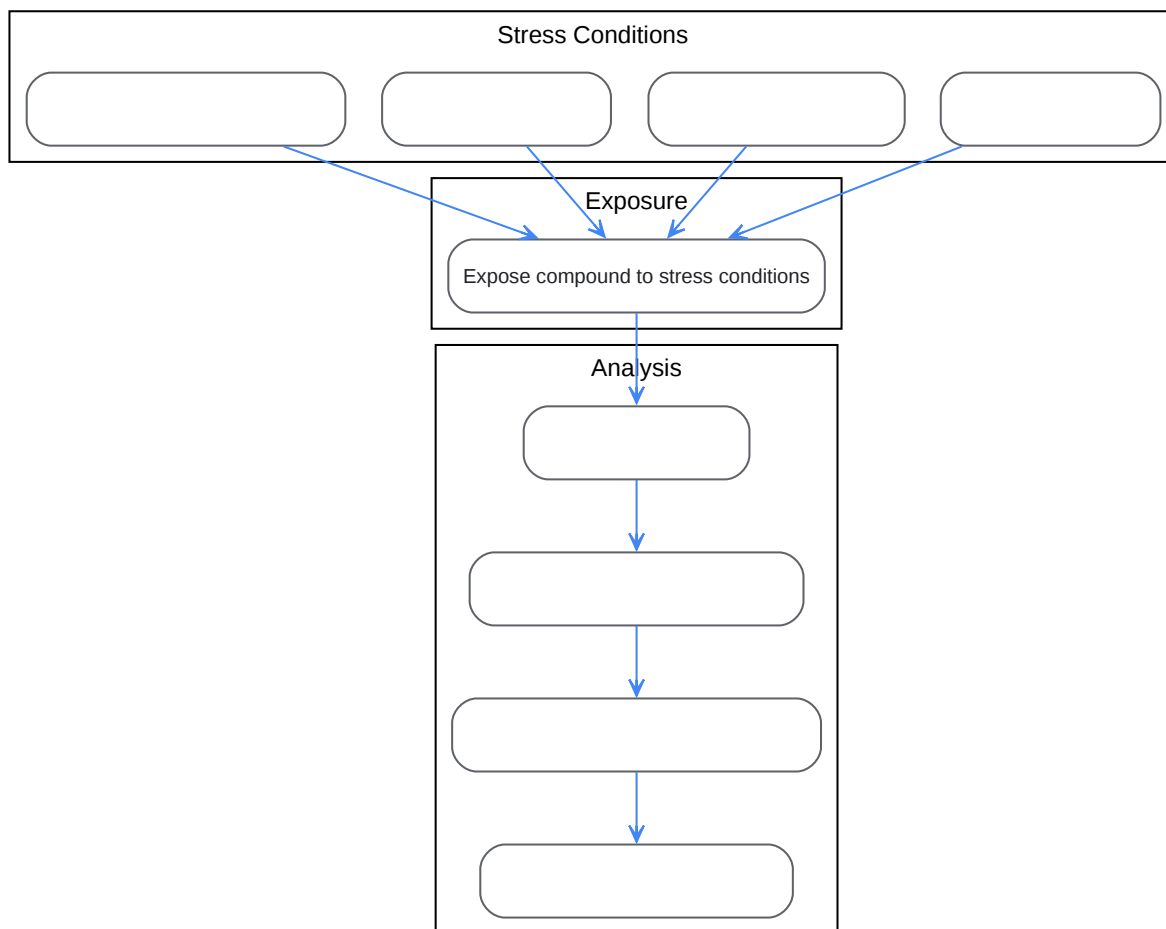 Stress Conditions
Exposure
Expose compound to stress conditions
Analysis